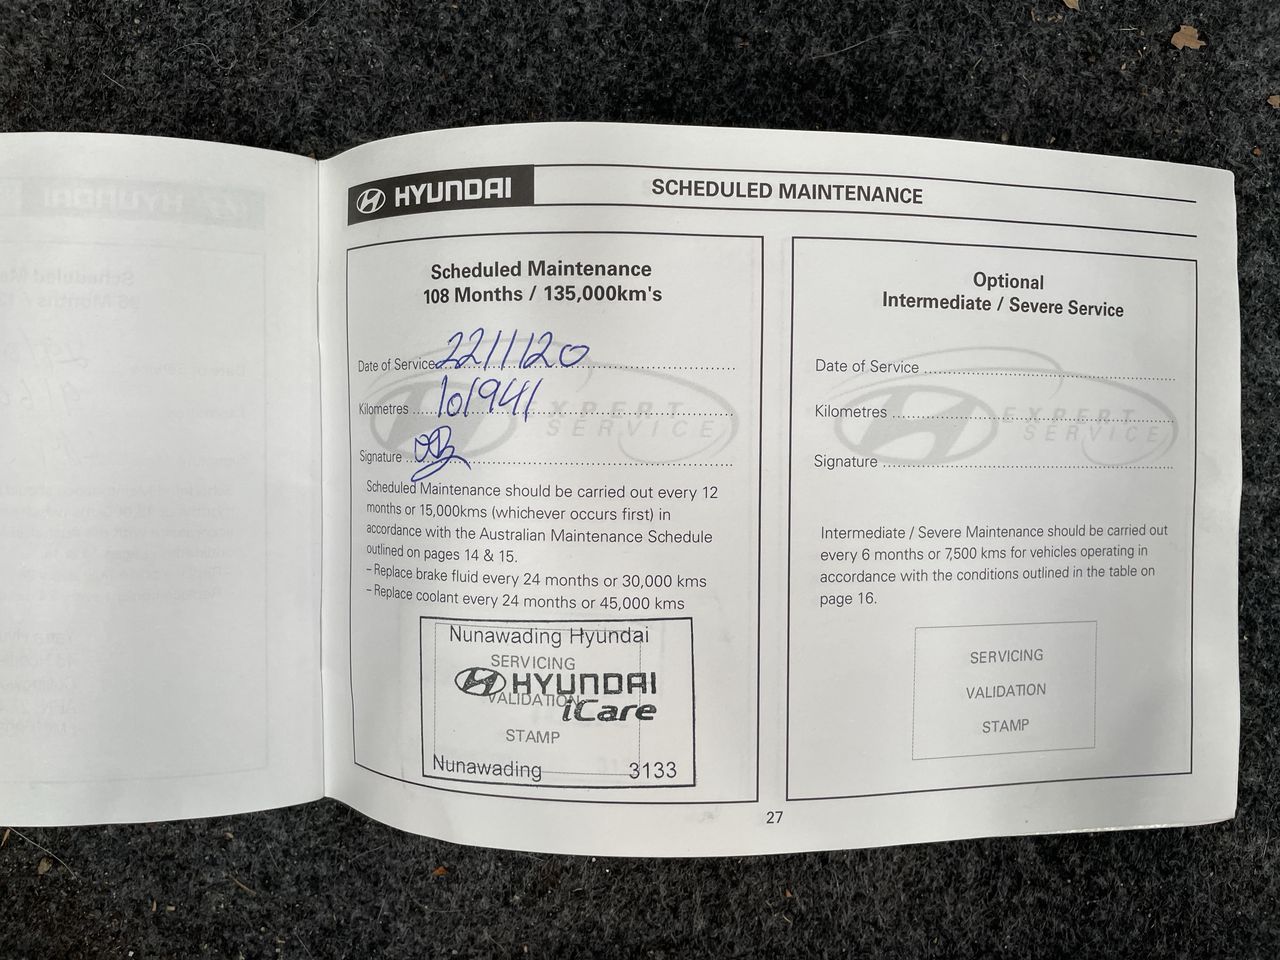 HYUNDAI
SCHEDULED MAINTENANCE
Scheduled Maintenance
108 Months / 135,000km's
Date of Service 22/1/20
Kilometres 101941
Signature
EXPERT
SERVICE
Scheduled Maintenance should be carried out every 12
months or 15,000kms (whichever occurs first) in
accordance with the Australian Maintenance Schedule
outlined on pages 14 & 15.
– Replace brake fluid every 24 months or 30,000 kms
– Replace coolant every 24 months or 45,000 kms
Nunawading Hyundai
SERVICING
HYUNDAI
VALIDATION
iCare
STAMP
Nunawading 3133
Optional
Intermediate / Severe Service
Date of Service
Kilometres
Signature
EXPERT
SERVICE
Intermediate / Severe Maintenance should be carried out
every 6 months or 7,500 kms for vehicles operating in
accordance with the conditions outlined in the table on
page 16.
SERVICING
VALIDATION
STAMP
27